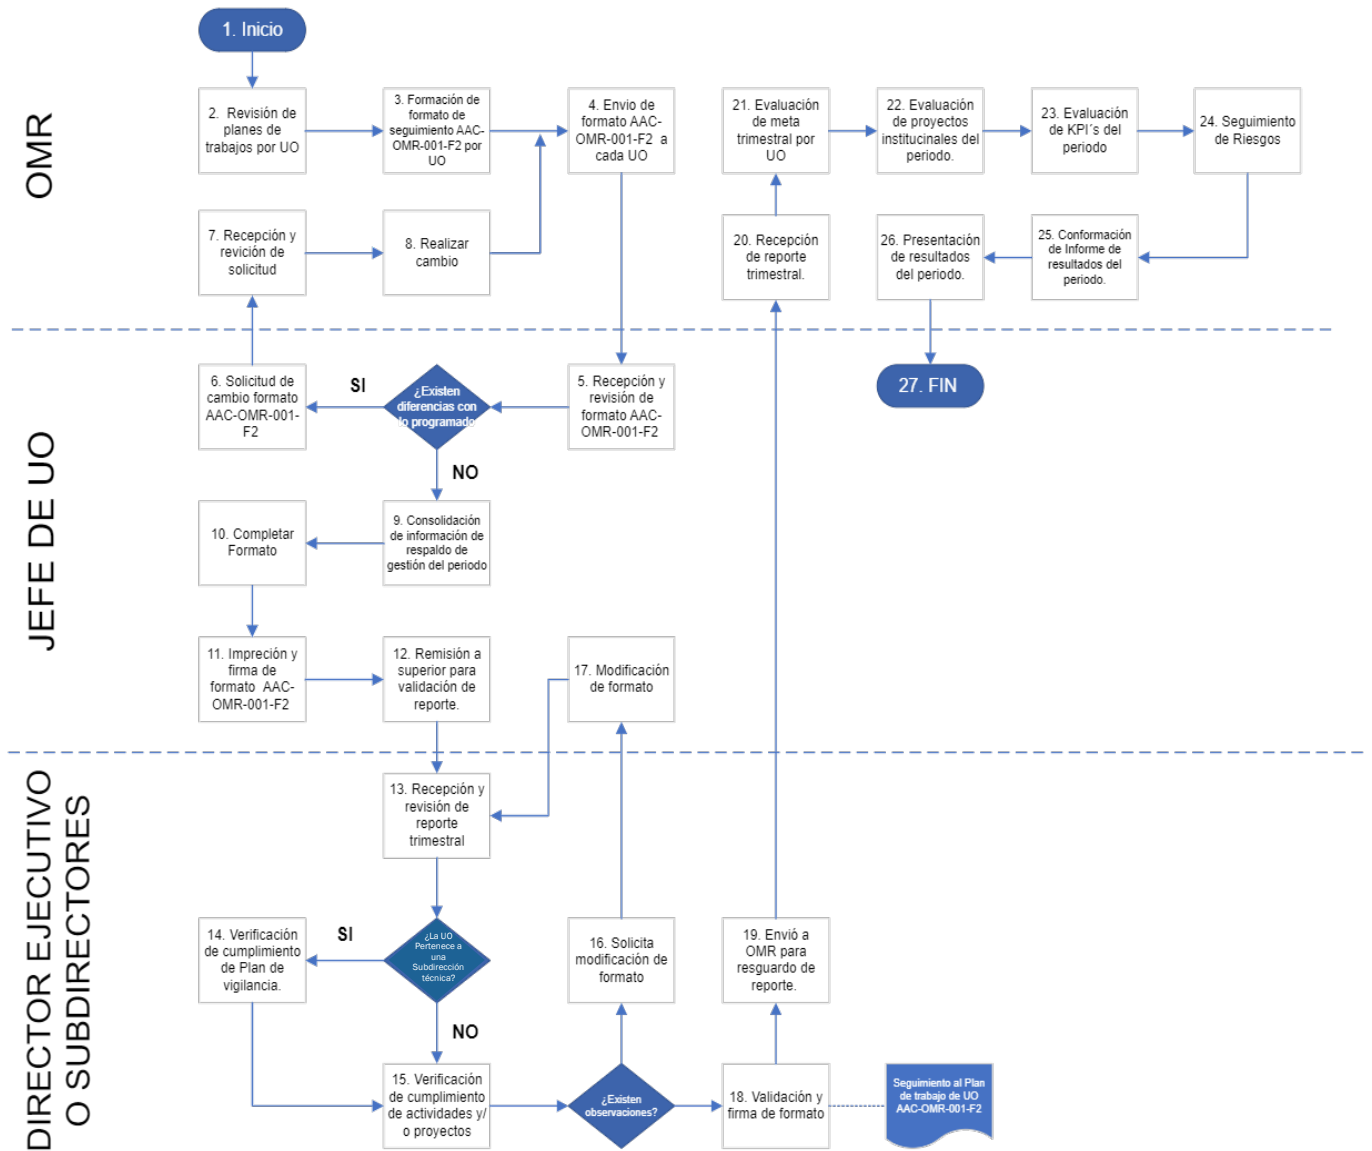 1. Inicio
OMR
2. Revisión de
planes de
trabajos por UO
3. Formación de
formato de
seguimiento AAC-
OMR-001-F2 por
UO
4. Envio de
formato AAC-
OMR-001-F2 a
cada UO
21. Evaluación
de meta
trimestral por
UO
22. Evaluación
de proyectos
institucinales del
periodo.
23. Evaluación
de KPI´s del
periodo
24. Seguimiento
de Riesgos
7. Recepción y
revición de
solicitud
8. Realizar
cambio
20. Recepción
de reporte
trimestral.
26. Presentación
de resultados
del periodo.
25. Conformación
de Informe de
resultados del
periodo.
JEFE DE UO
6. Solicitud de
cambio formato
AAC-OMR-001-
F2
SI
¿Existen
diferencias con
lo programado
5. Recepción y
revisión de
formato AAC-
OMR-001-F2
27. FIN
NO
10. Completar
Formato
9. Consolidación
de información de
respaldo de
gestión del periodo
11. Impreción y
firma de
formato AAC-
OMR-001-F2
12. Remisión a
superior para
validación de
reporte.
17. Modificación
de formato
DIRECTOR EJECUTIVO
O SUBDIRECTORES
13. Recepción y
revisión de
reporte
trimestral
14. Verificación
de cumplimiento
de Plan de
vigilancia.
SI
¿La UO
Pertenece a
una
Subdirección
técnica?
16. Solicita
modificación de
formato
19. Envió a
OMR para
resguardo de
reporte.
NO
15. Verificación
de cumplimiento
de actividades y/
o proyectos
¿Existen
observaciones?
18. Validación y
firma de formato
Seguimiento al Plan
de trabajo de UO
AAC-OMR-001-F2